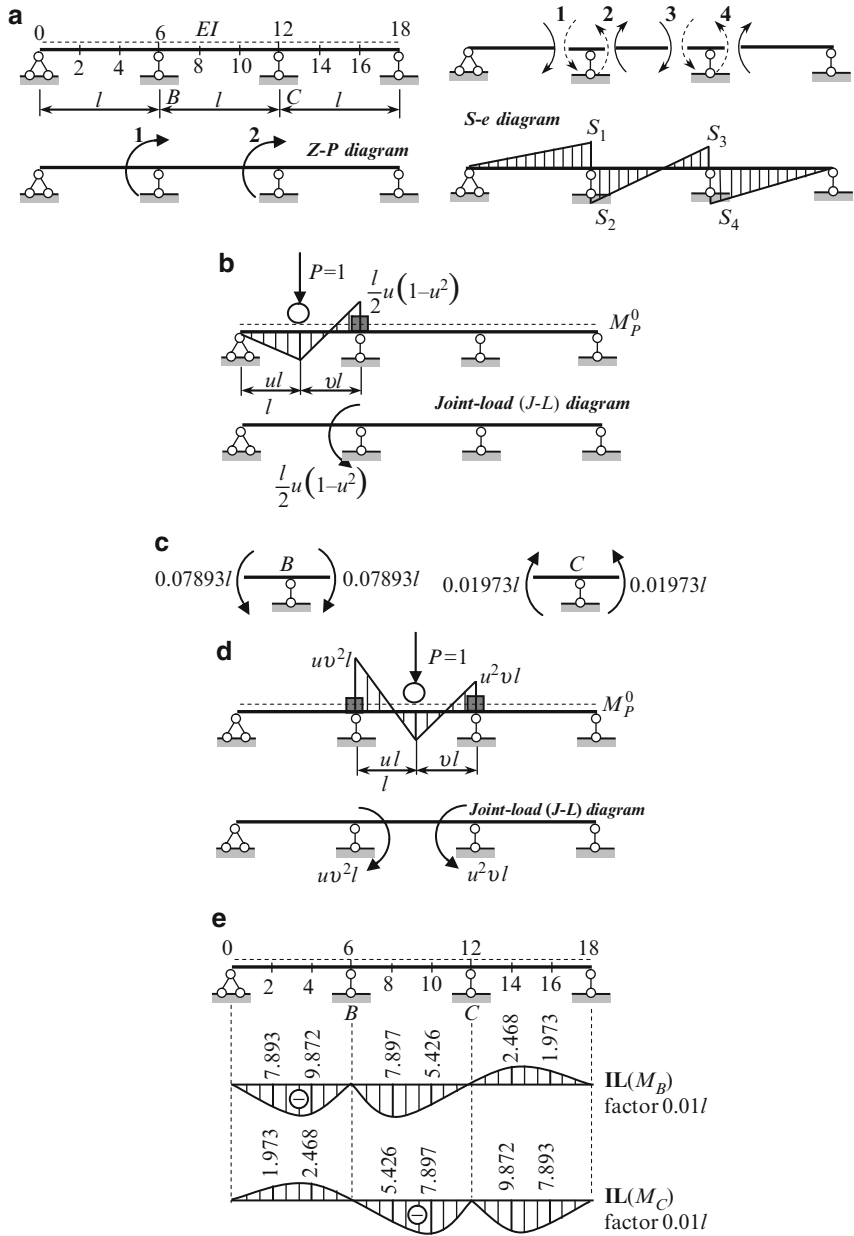 a
0 6 EI 12 18
2 4 8 10 14 16
l B l C l
1 2 Z-P diagram
1 2 3 4
S-e diagram
S1 S3
S2 S4
b
P=1
l/2 u(1–u²)
M⁰P
ul υl
l
Joint-load (J-L) diagram
l/2 u(1–u²)
c
B C
0.07893l 0.07893l 0.01973l 0.01973l
d
uυ²l P=1 u²υl
M⁰P
ul υl
l
Joint-load (J-L) diagram
uυ²l u²υl
e
0 6 12 18
2 4 8 10 14 16
B C
7.893 9.872 7.897 5.426 2.468 1.973
– IL(MB)
factor 0.01l
1.973 2.468 5.426 7.897 9.872 7.893
– IL(MC)
factor 0.01l